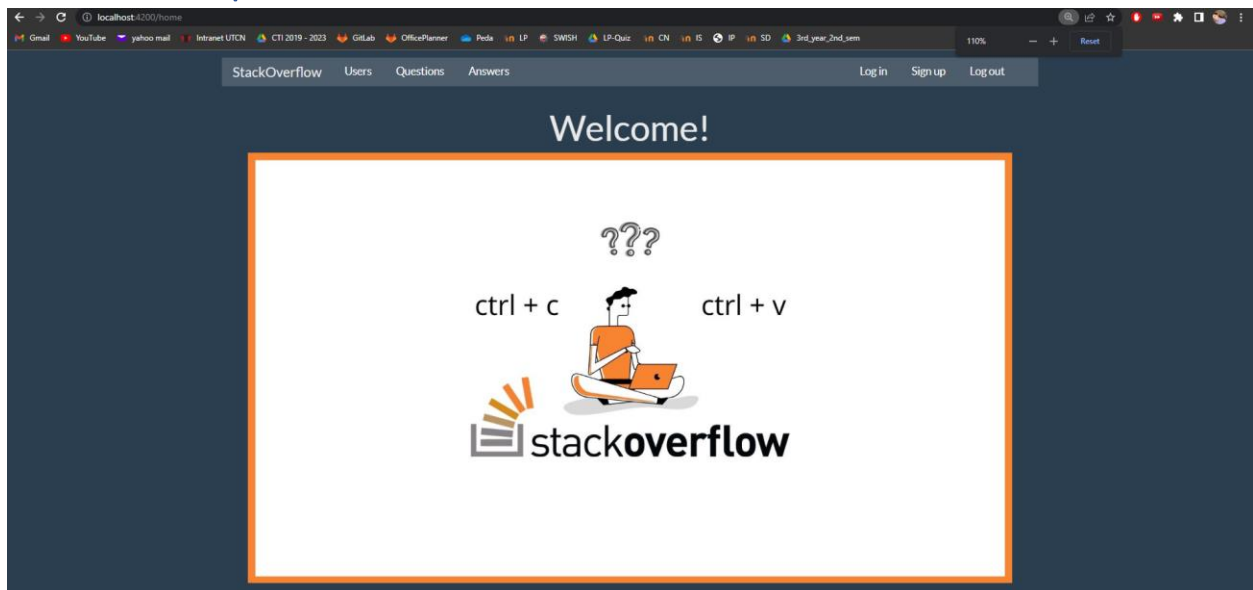 localhost:4200/home
Gmail YouTube yahoo mail Intranet UTCN CTI 2019 - 2023 GitLab OfficePlanner Peda LP SWISH LP-Quiz CN IS IP SD 3rd_year_2nd_sem
110% − + Reset
StackOverflow Users Questions Answers Log in Sign up Log out
Welcome!
???
ctrl + c ctrl + v
stackoverflow